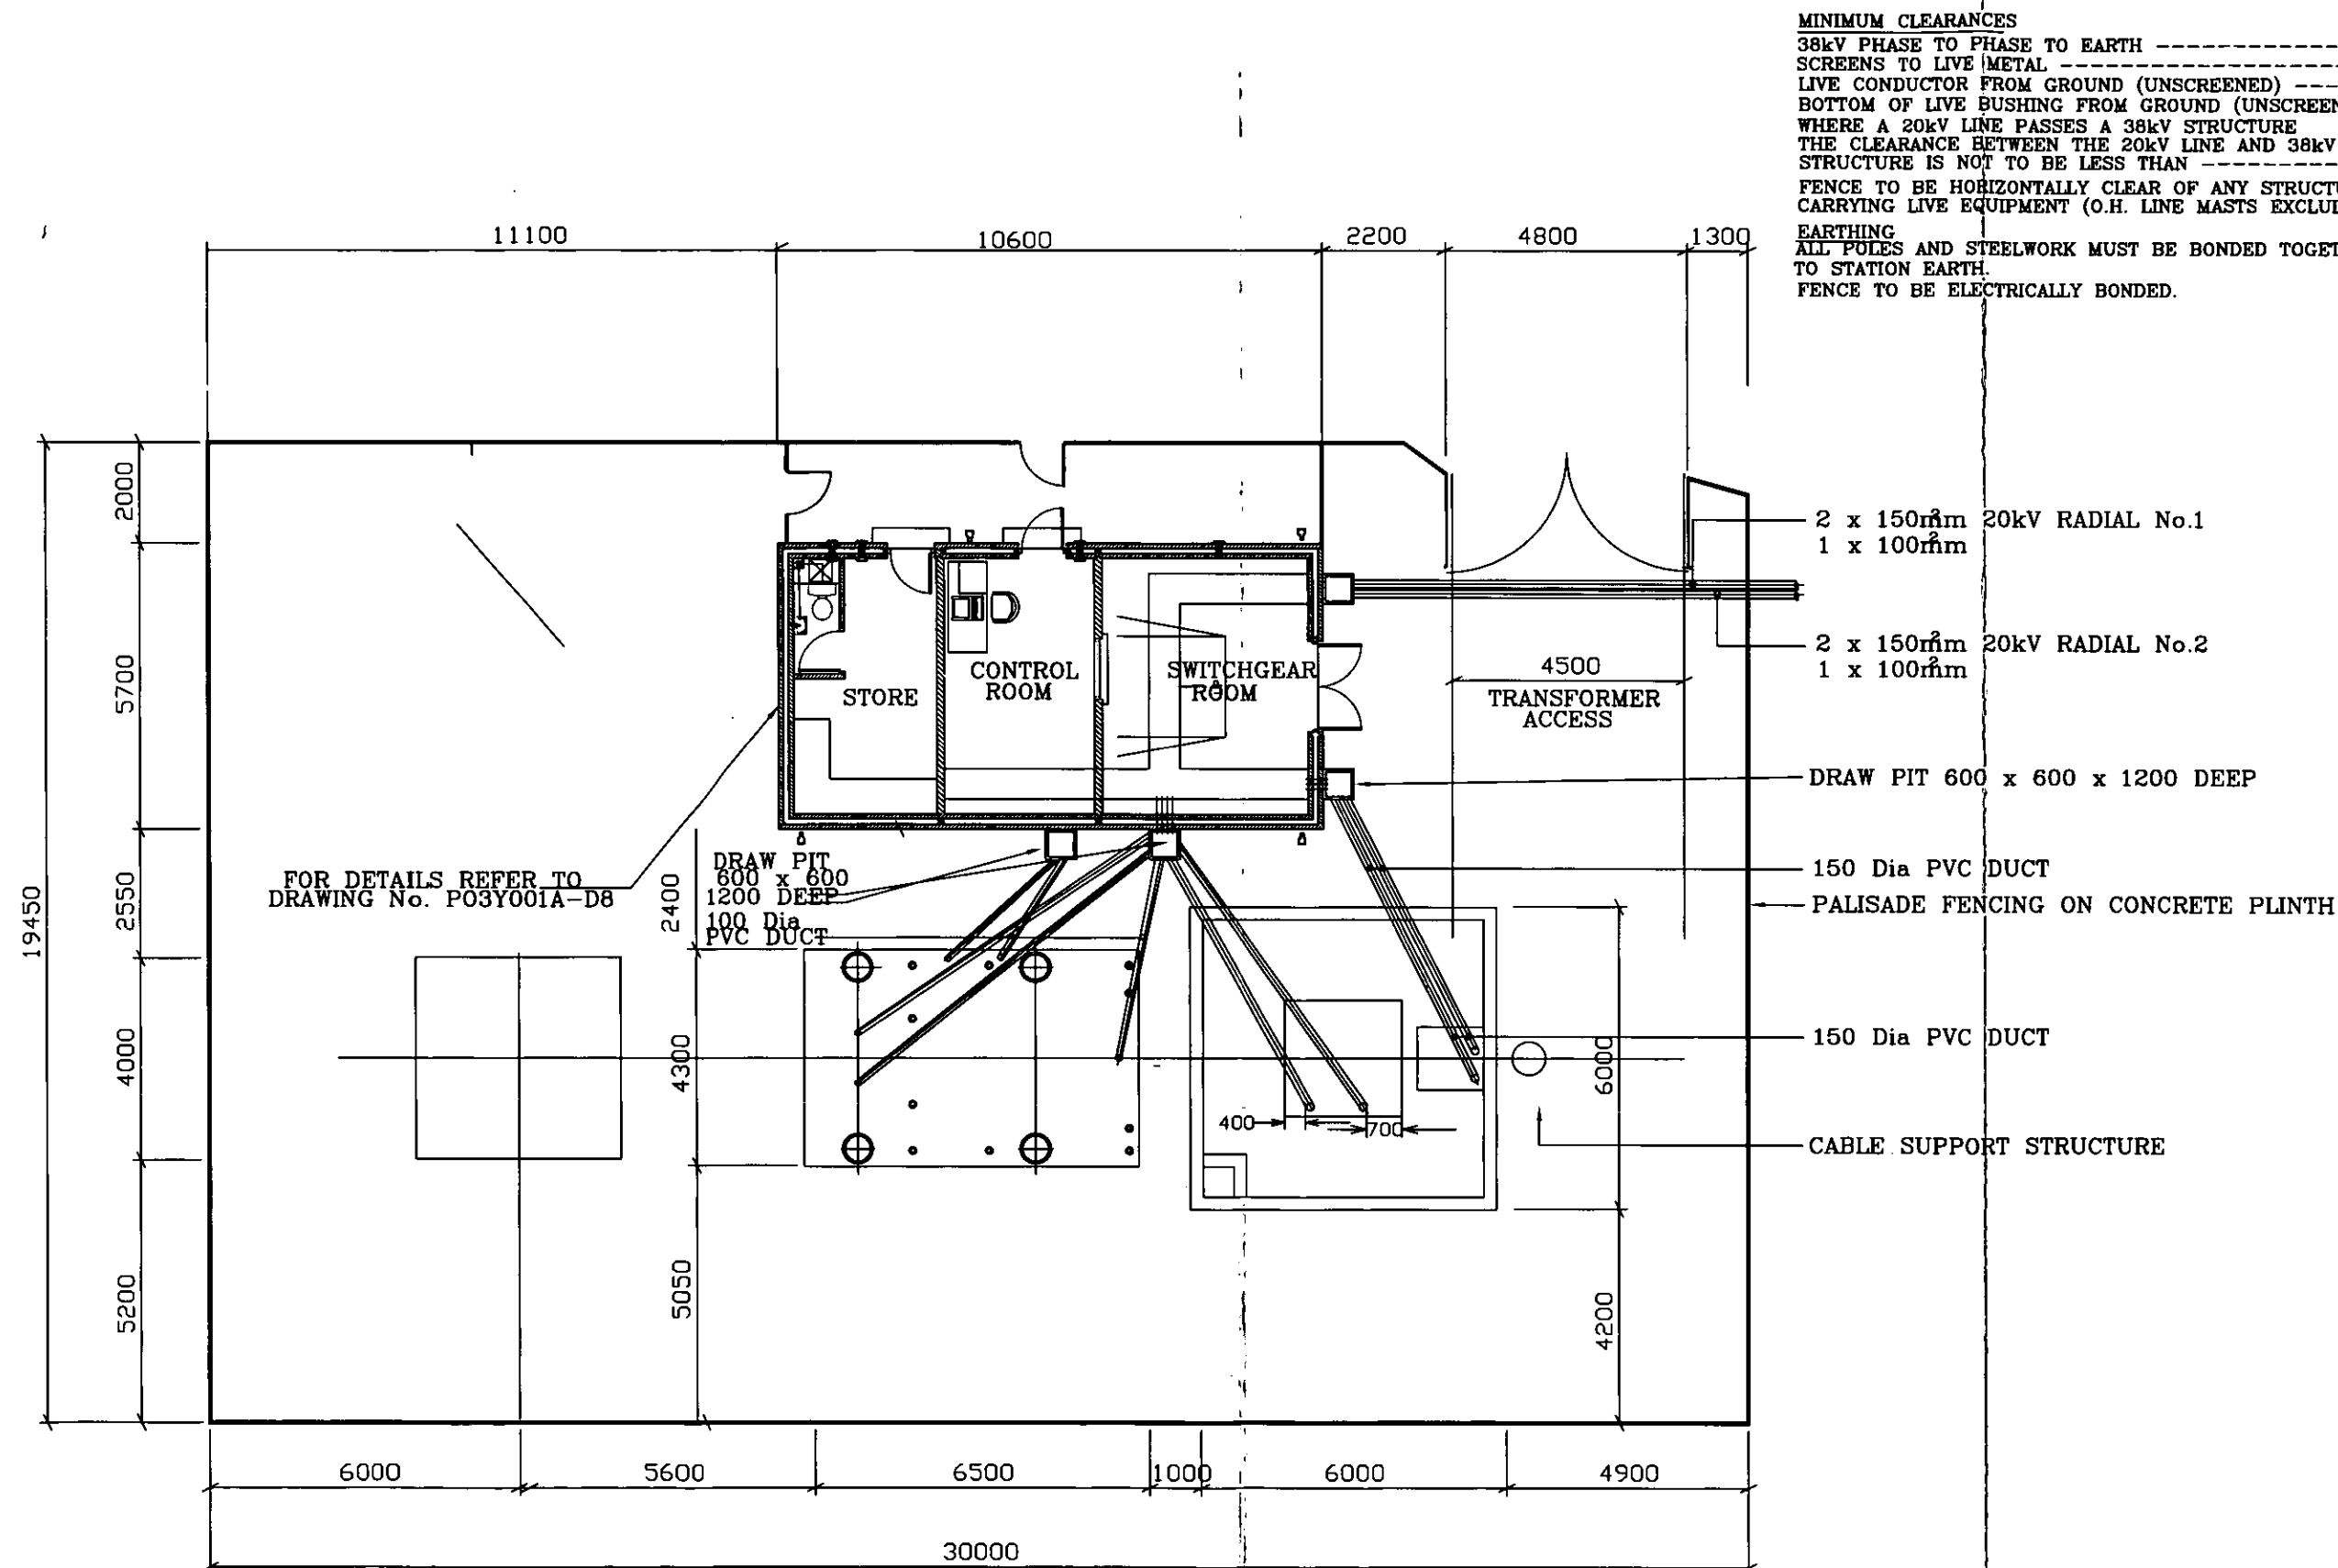 MINIMUM CLEARANCES
38kV PHASE TO PHASE TO EARTH
SCREENS TO LIVE METAL
LIVE CONDUCTOR FROM GROUND (UNSCREENED)
BOTTOM OF LIVE BUSHING FROM GROUND (UNSCREEN
WHERE A 20kV LINE PASSES A 38kV STRUCTURE
THE CLEARANCE BETWEEN THE 20kV LINE AND 38kV
STRUCTURE IS NOT TO BE LESS THAN
FENCE TO BE HORIZONTALLY CLEAR OF ANY STRUCT
CARRYING LIVE EQUIPMENT (O.H. LINE MASTS EXCLU
EARTHING
ALL POLES AND STEELWORK MUST BE BONDED TOGET
TO STATION EARTH.
FENCE TO BE ELECTRICALLY BONDED.
11100
10600
2200
4800
1300
2000
5700
2550
4000
5200
19450
2 x 150mm² 20kV RADIAL No.1
1 x 100mm²
2 x 150mm² 20kV RADIAL No.2
1 x 100mm²
STORE
CONTROL
ROOM
SWITCHGEAR
ROOM
4500
TRANSFORMER
ACCESS
DRAW PIT 600 x 600 x 1200 DEEP
150 Dia PVC DUCT
PALISADE FENCING ON CONCRETE PLINTH
FOR DETAILS REFER TO
DRAWING No. P03Y001A-D8
DRAW PIT
600 x 600
1200 DEEP
100 Dia
PVC DUCT
2400
4300
5050
150 Dia PVC DUCT
6000
4200
400
700
CABLE SUPPORT STRUCTURE
6000
5600
6500
1000
6000
4900
30000